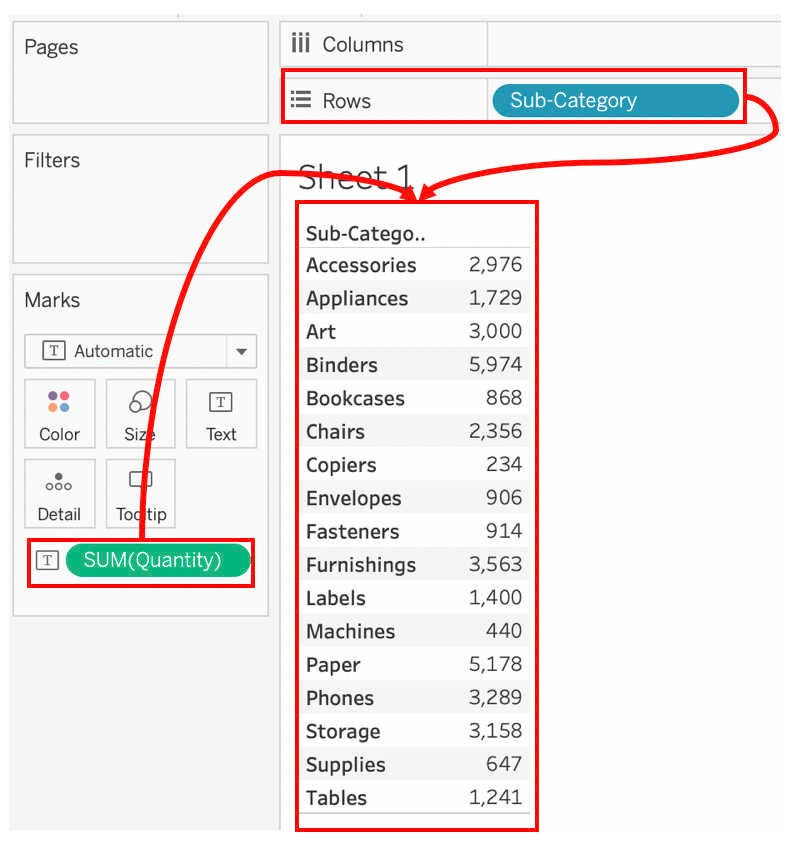 Pages
Columns
Rows Sub-Category
Filters
Sheet 1
Marks
T Automatic
Color Size T Text
Detail Tooltip
T SUM(Quantity)
Sub-Catego..
Accessories 2,976
Appliances 1,729
Art 3,000
Binders 5,974
Bookcases 868
Chairs 2,356
Copiers 234
Envelopes 906
Fasteners 914
Furnishings 3,563
Labels 1,400
Machines 440
Paper 5,178
Phones 3,289
Storage 3,158
Supplies 647
Tables 1,241